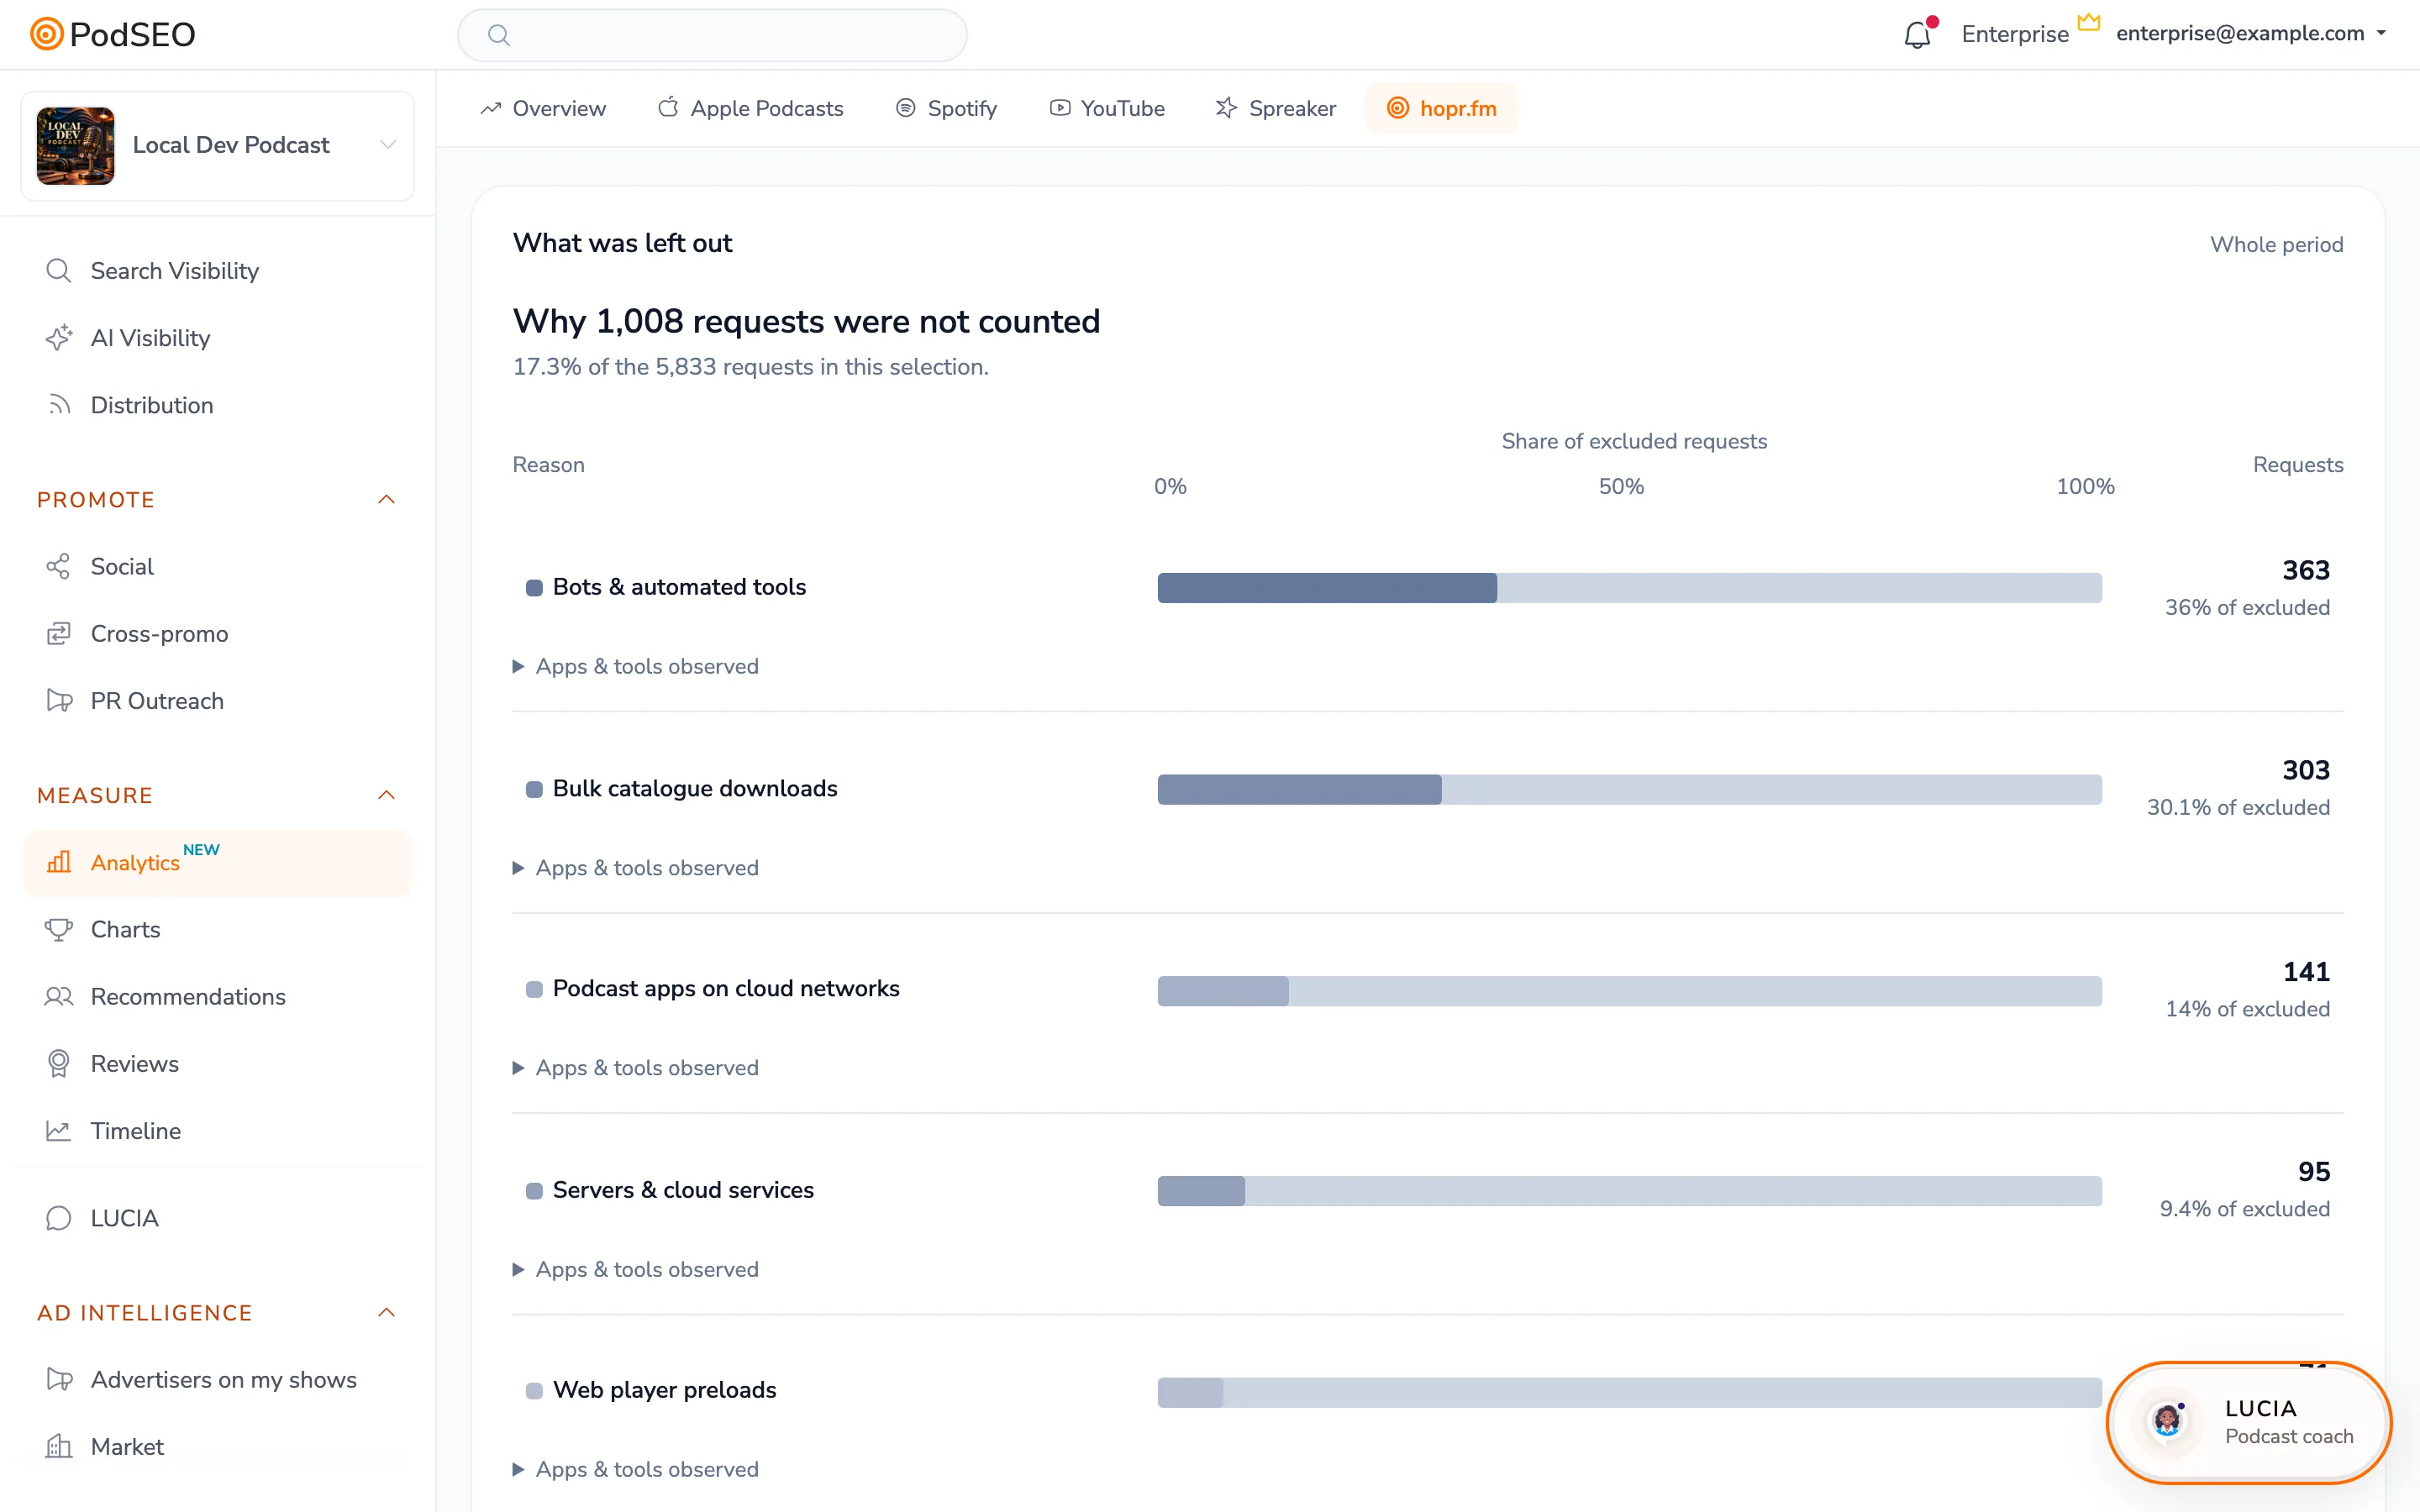 PodSEO
Enterprise
enterprise@example.com
LOCAL DEV PODCAST
Local Dev Podcast
Overview
Apple Podcasts
Spotify
YouTube
Spreaker
hopr.fm
Search Visibility
AI Visibility
Distribution
PROMOTE
Social
Cross-promo
PR Outreach
MEASURE
Analytics NEW
Charts
Recommendations
Reviews
Timeline
LUCIA
AD INTELLIGENCE
Advertisers on my shows
Market
What was left out
Whole period
Why 1,008 requests were not counted
17.3% of the 5,833 requests in this selection.
Reason
Share of excluded requests
0% 50% 100%
Requests
Bots & automated tools
363
36% of excluded
Apps & tools observed
Bulk catalogue downloads
303
30.1% of excluded
Apps & tools observed
Podcast apps on cloud networks
141
14% of excluded
Apps & tools observed
Servers & cloud services
95
9.4% of excluded
Apps & tools observed
Web player preloads
Apps & tools observed
LUCIA
Podcast coach